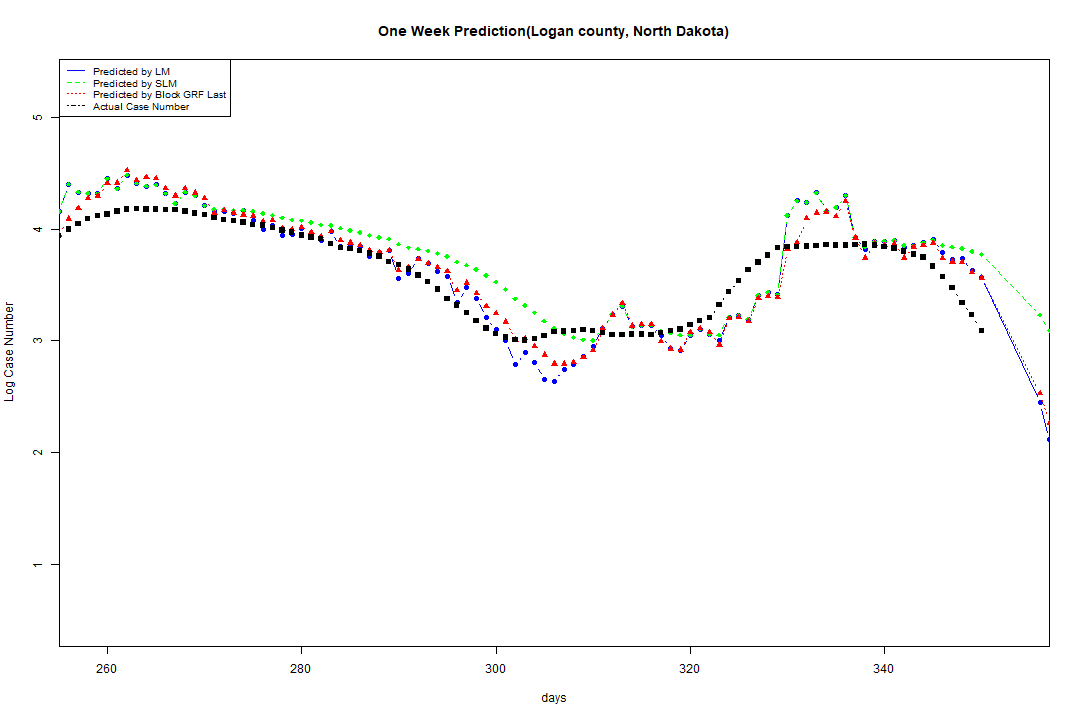 One Week Prediction(Logan county, North Dakota)
Predicted by LM
Predicted by SLM
Predicted by Block GRF Last
Actual Case Number
5
4
3
2
1
Log Case Number
260 280 300 320 340
days